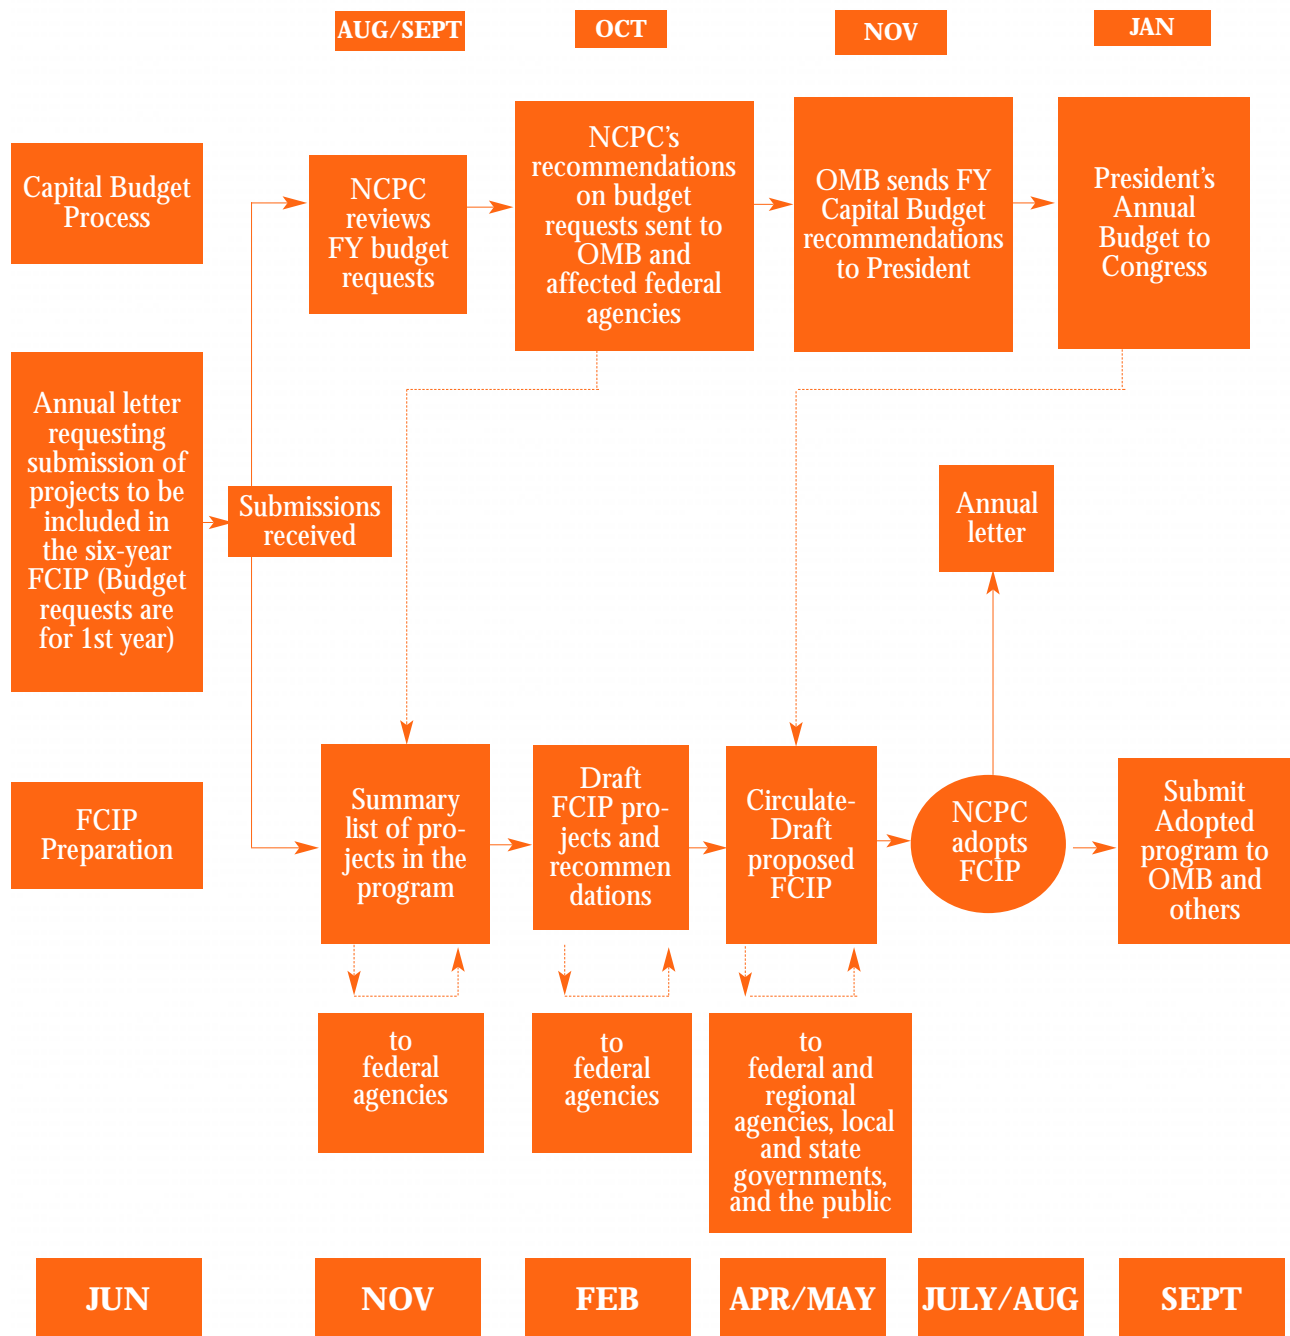 AUG/SEPT
OCT
NOV
JAN
Capital Budget
Process
NCPC
reviews
FY budget
requests
NCPC's
recommendations
on budget
requests sent to
OMB and
affected federal
agencies
OMB sends FY
Capital Budget
recommendations
to President
President's
Annual
Budget to
Congress
Annual letter
requesting
submission of
projects to be
included in
the six-year
FCIP (Budget
requests are
for 1st year)
Submissions
received
Annual
letter
FCIP
Preparation
Summary
list of pro-
jects in the
program
Draft
FCIP pro-
jects and
recommen
dations
Circulate-
Draft
proposed
FCIP
NCPC
adopts
FCIP
Submit
Adopted
program to
OMB and
others
to
federal
agencies
to
federal
agencies
to
federal and
regional
agencies, local
and state
governments,
and the public
JUN
NOV
FEB
APR/MAY
JULY/AUG
SEPT